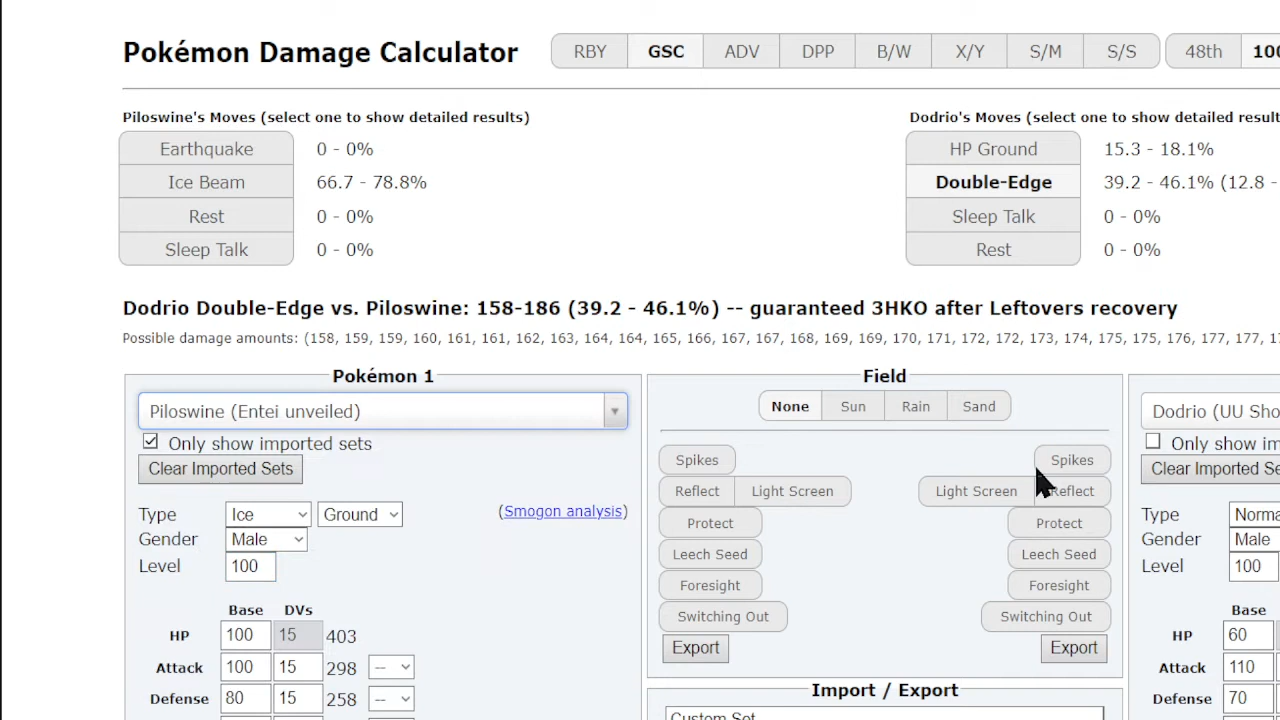 Pokémon Damage Calculator RBY GSC ADV DPP B/W X/Y S/M S/S 48th 100
Piloswine's Moves (select one to show detailed results) Dodrio's Moves (select one to show detailed result
Earthquake 0 - 0% HP Ground 15.3 - 18.1%
Ice Beam 66.7 - 78.8% Double-Edge 39.2 - 46.1% (12.8 -
Rest 0 - 0% Sleep Talk 0 - 0%
Sleep Talk 0 - 0% Rest 0 - 0%
Dodrio Double-Edge vs. Piloswine: 158-186 (39.2 - 46.1%) -- guaranteed 3HKO after Leftovers recovery
Possible damage amounts: (158, 159, 159, 160, 161, 161, 162, 163, 164, 164, 165, 166, 167, 167, 168, 169, 169, 170, 171, 172, 172, 173, 174, 175, 175, 176, 177, 177, 17
Pokémon 1 Field
Piloswine (Entei unveiled) None Sun Rain Sand Dodrio (UU Sho
Only show imported sets Only show im
Clear Imported Sets Spikes Spikes Clear Imported Se
Reflect Light Screen Light Screen Reflect
Type Ice Ground (Smogon analysis) Protect Protect Type Norma
Gender Male Leech Seed Leech Seed Gender Male
Level 100 Foresight Foresight Level 100
Base DVs Switching Out Switching Out Base
HP 100 15 403 Export Export HP 60
Attack 100 15 298 -- Attack 110
Defense 80 15 258 -- Import / Export Defense 70
Custom Set